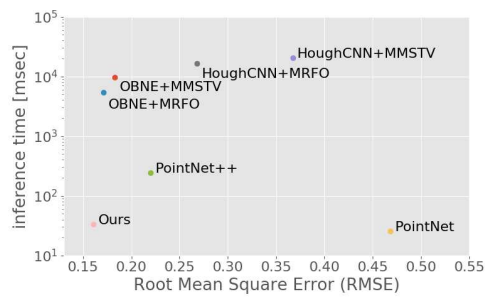 10^5
10^4
10^3
10^2
10^1
inference time [msec]
HoughCNN+MMSTV
HoughCNN+MRFO
OBNE+MMSTV
OBNE+MRFO
PointNet++
Ours
PointNet
0.15 0.20 0.25 0.30 0.35 0.40 0.45 0.50 0.55
Root Mean Square Error (RMSE)